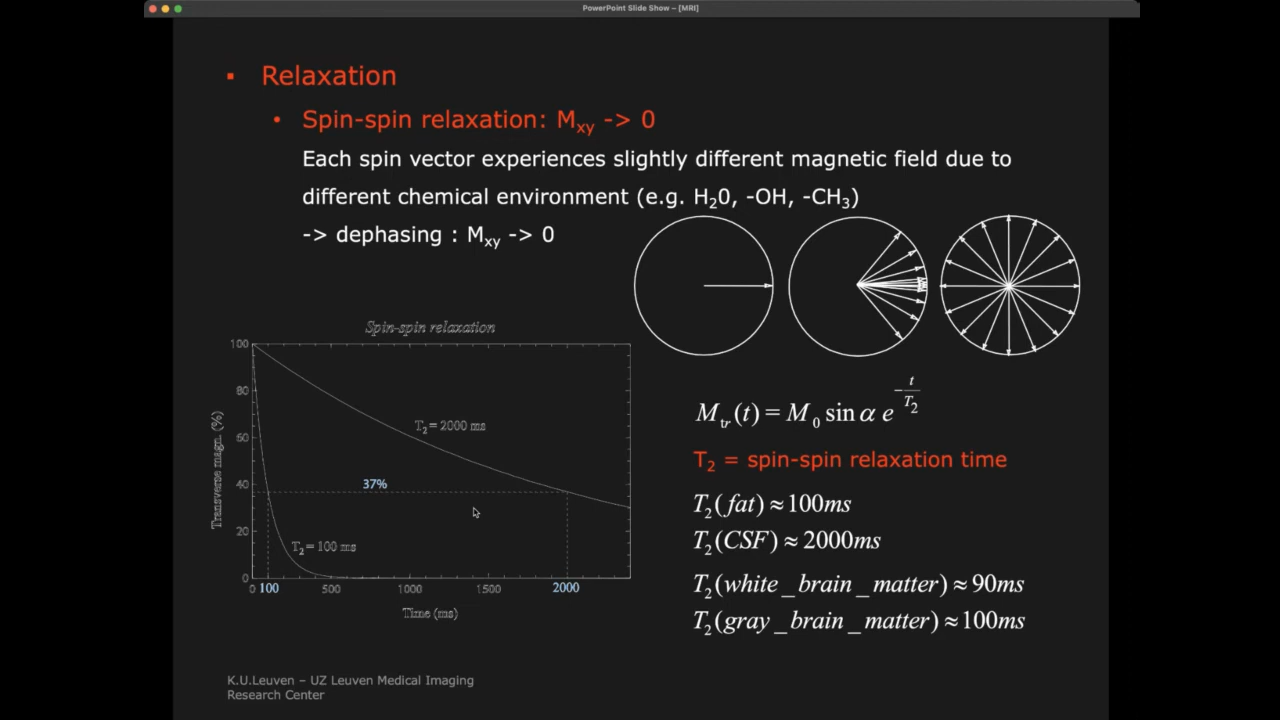 PowerPoint Slide Show – [MRI]
▪ Relaxation
• Spin-spin relaxation: Mxy -> 0
Each spin vector experiences slightly different magnetic field due to
different chemical environment (e.g. H20, -OH, -CH3)
-> dephasing : Mxy -> 0
Spin-spin relaxation
100
80
60
40
20
0
Transverse magn. (%)
T2 = 2000 ms
37%
T2 = 100 ms
0 100 500 1000 1500 2000
Time (ms)
Mtr(t) = M0 sin α e^(-t/T2)
T2 = spin-spin relaxation time
T2(fat) ≈ 100ms
T2(CSF) ≈ 2000ms
T2(white_brain_matter) ≈ 90ms
T2(gray_brain_matter) ≈ 100ms
K.U.Leuven – UZ Leuven Medical Imaging
Research Center